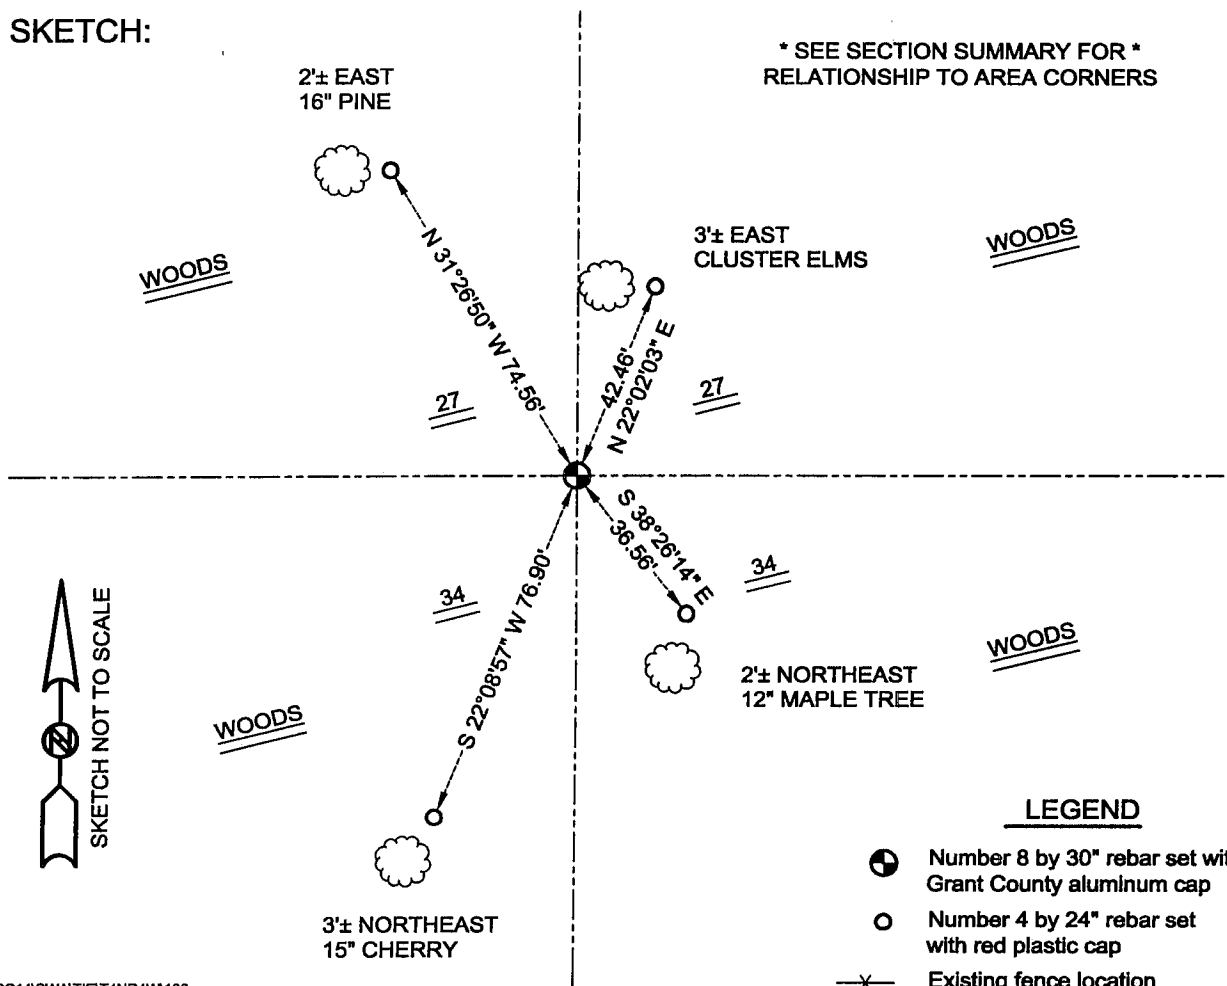 SKETCH:
* SEE SECTION SUMMARY FOR *
RELATIONSHIP TO AREA CORNERS
2'± EAST
16" PINE
3'± EAST
CLUSTER ELMS
WOODS
WOODS
N 31°26'50" W 74.56'
42.46'
N 22°02'03" E
27
27
S 38°26'14" E
36.56'
34
34
S 22°08'57" W 76.90'
SKETCH NOT TO SCALE
N
WOODS
WOODS
2'± NORTHEAST
12" MAPLE TREE
3'± NORTHEAST
15" CHERRY
LEGEND
Number 8 by 30" rebar set
Grant County aluminum cap
Number 4 by 24" rebar set
with red plastic cap
Existing fence location